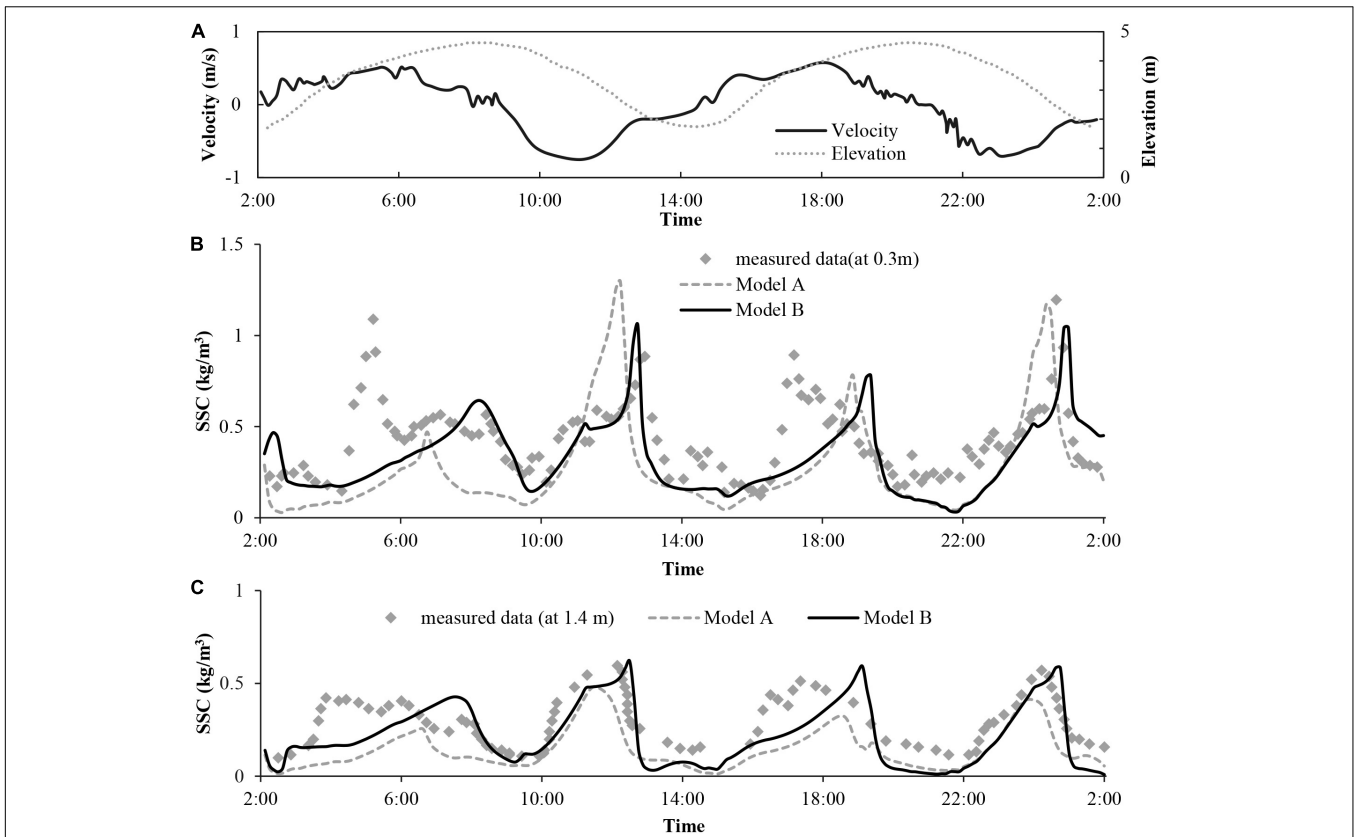 A
Velocity (m/s)
1
0
-1
5
0
Elevation (m)
Velocity
Elevation
2:00 6:00 10:00 14:00 18:00 22:00 2:00
Time
B
SSC (kg/m³)
1.5
1
0.5
0
measured data(at 0.3m)
Model A
Model B
2:00 6:00 10:00 14:00 18:00 22:00 2:00
Time
C
SSC (kg/m³)
1
0.5
0
measured data (at 1.4 m) Model A Model B
2:00 6:00 10:00 14:00 18:00 22:00 2:00
Time